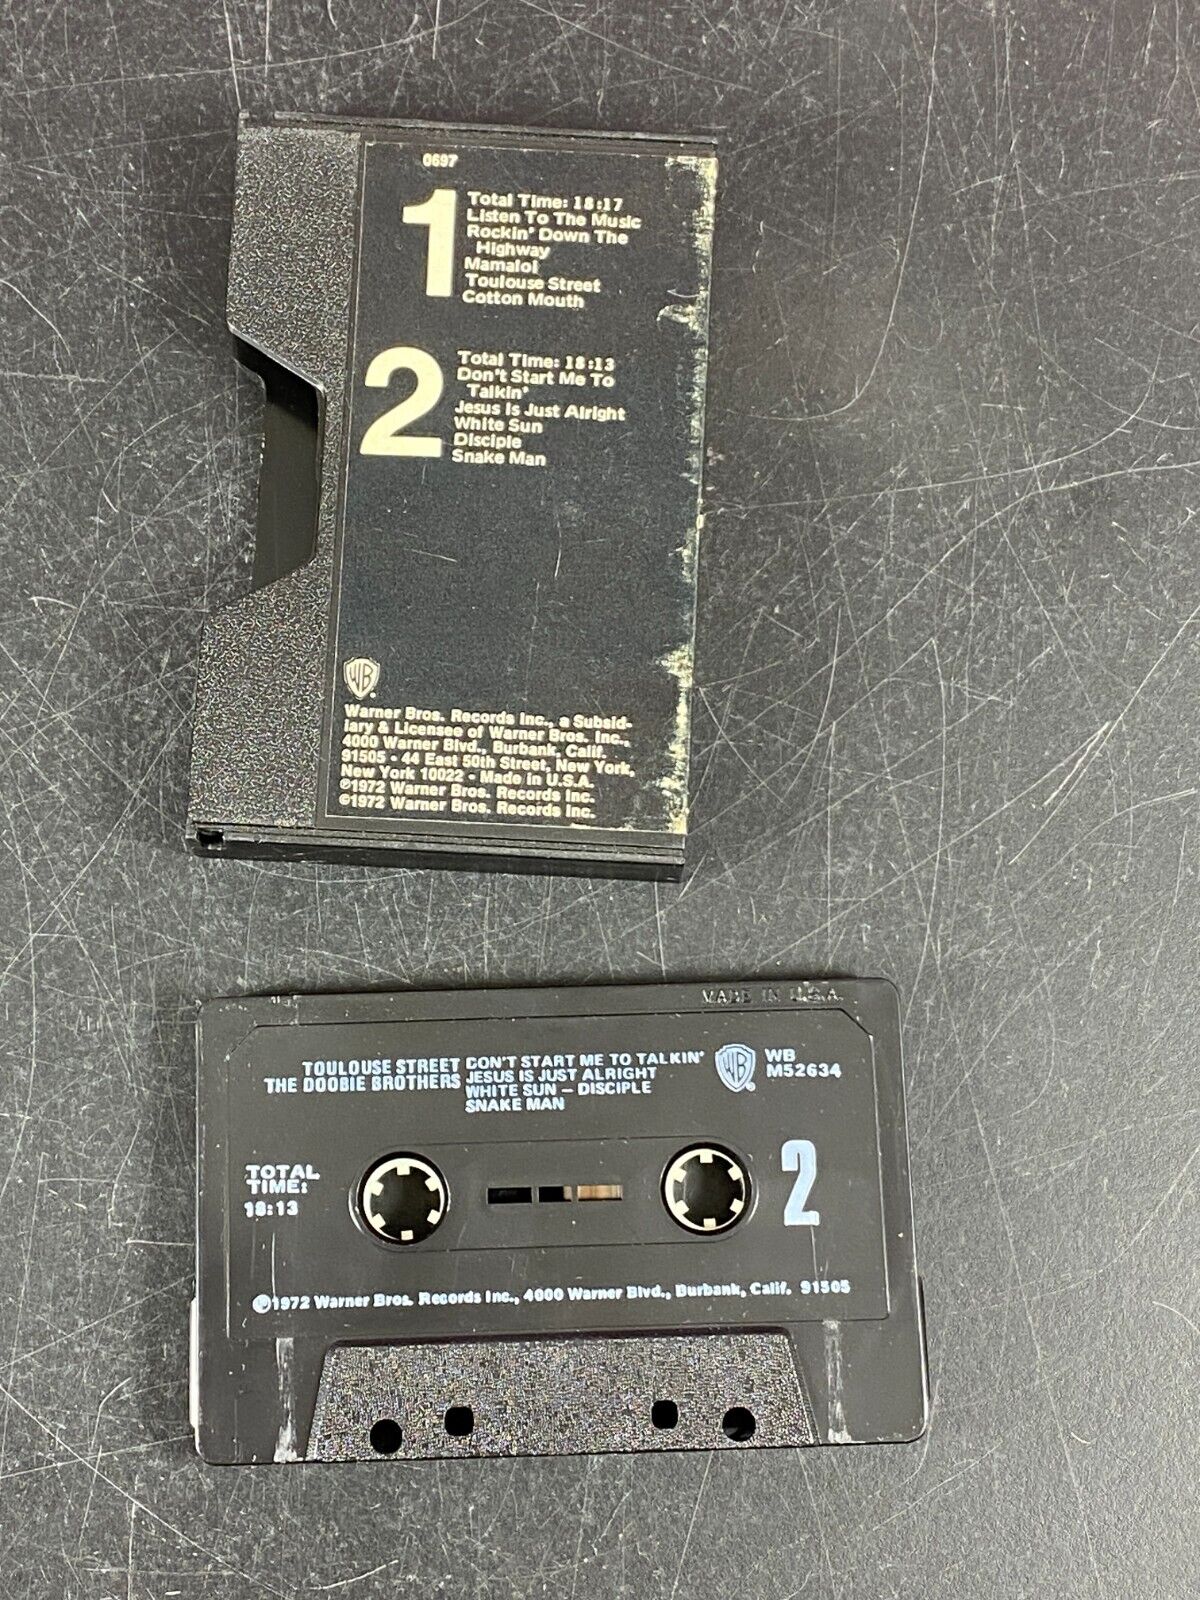 0697
1
Total Time: 18:17
Listen To The Music
Rockin' Down The
Highway
Mamaloi
Toulouse Street
Cotton Mouth
2
Total Time: 18:13
Don't Start Me To
Talkin'
Jesus Is Just Alright
White Sun
Disciple
Snake Man
WB
Warner Bros. Records Inc., a Subsid-
iary & Licensee of Warner Bros. Inc.,
4000 Warner Blvd., Burbank, Calif.
91505 • 44 East 50th Street, New York,
New York 10022 • Made in U.S.A.
℗1972 Warner Bros. Records Inc.
©1972 Warner Bros. Records Inc.
MADE IN U.S.A.
TOULOUSE STREET
THE DOOBIE BROTHERS
DON'T START ME TO TALKIN'
JESUS IS JUST ALRIGHT
WHITE SUN – DISCIPLE
SNAKE MAN
WB
WB
M52634
TOTAL
TIME:
18:13
2
℗1972 Warner Bros. Records Inc., 4000 Warner Blvd., Burbank, Calif. 91505